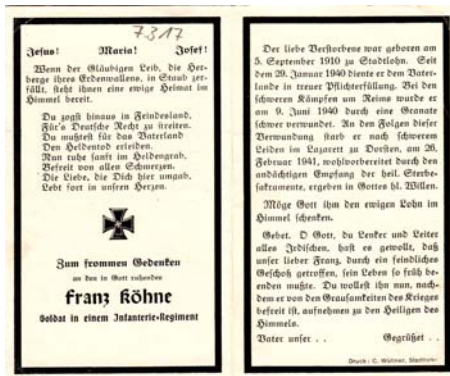 7317
Jesus! Maria! Josef!
Wenn der Gläubigen Leib, die Her-
berge ihres Erdenwallens, in Staub zer-
fällt, steht ihnen eine ewige Heimat im
Himmel bereit.
Du zogst hinaus in Feindesland,
Für's Deutsche Recht zu streiten.
Du mußtest für das Vaterland
Den Heldentod erleiden.
Nun ruhe sanft im Heldengrab,
Befreit von allen Schmerzen.
Die Liebe, die Dich hier umgab,
Lebt fort in unsren Herzen.
Zum frommen Gedenken
an den in Gott ruhenden
Franz Köhne
Soldat in einem Infanterie-Regiment
Der liebe Verstorbene war geboren am
5. September 1910 zu Stadtlohn. Seit
dem 29. Januar 1940 diente er dem Vater-
lande in treuer Pflichterfüllung. Bei den
schweren Kämpfen um Reims wurde er
am 9. Juni 1940 durch eine Granate
schwer verwundet. An den Folgen dieser
Verwundung starb er nach schwerem
Leiden im Lazarett zu Dorsten, am 26.
Februar 1941, wohlvorbereitet durch den
andächtigen Empfang der heil. Sterbe-
sakramente, ergeben in Gottes hl. Willen.
Möge Gott ihm den ewigen Lohn im
Himmel schenken.
Gebet. O Gott, du Lenker und Leiter
alles Irdischen, hast es gewollt, daß
unser lieber Franz, durch ein feindliches
Geschoß getroffen, sein Leben so früh be-
enden mußte. Du wollest ihn nun, nach-
dem er von den Grausamkeiten des Krieges
befreit ist, aufnehmen zu den Heiligen des
Himmels.
Vater unser . . Gegrüßet . .
Druck: C. Wüllner, Stadtlohn